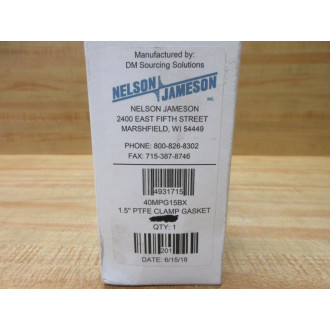 Manufactured by:
DM Sourcing Solutions
NELSON JAMESON INC.
NELSON JAMESON
2400 EAST FIFTH STREET
MARSHFIELD, WI 54449
PHONE: 800-826-8302
FAX: 715-387-8746
4931715
40MPG15BX
1.5" PTFE CLAMP GASKET
QTY: 1
201
DATE: 6/15/18